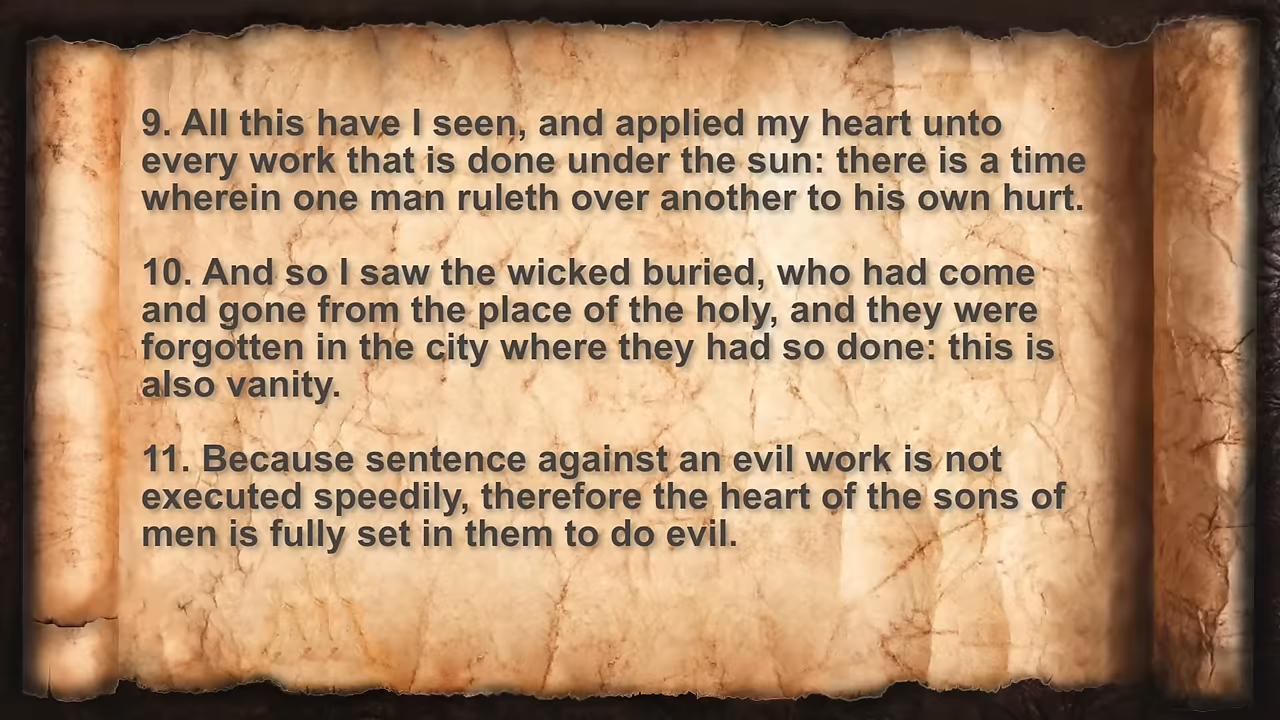 9. All this have I seen, and applied my heart unto
every work that is done under the sun: there is a time
wherein one man ruleth over another to his own hurt.
10. And so I saw the wicked buried, who had come
and gone from the place of the holy, and they were
forgotten in the city where they had so done: this is
also vanity.
11. Because sentence against an evil work is not
executed speedily, therefore the heart of the sons of
men is fully set in them to do evil.